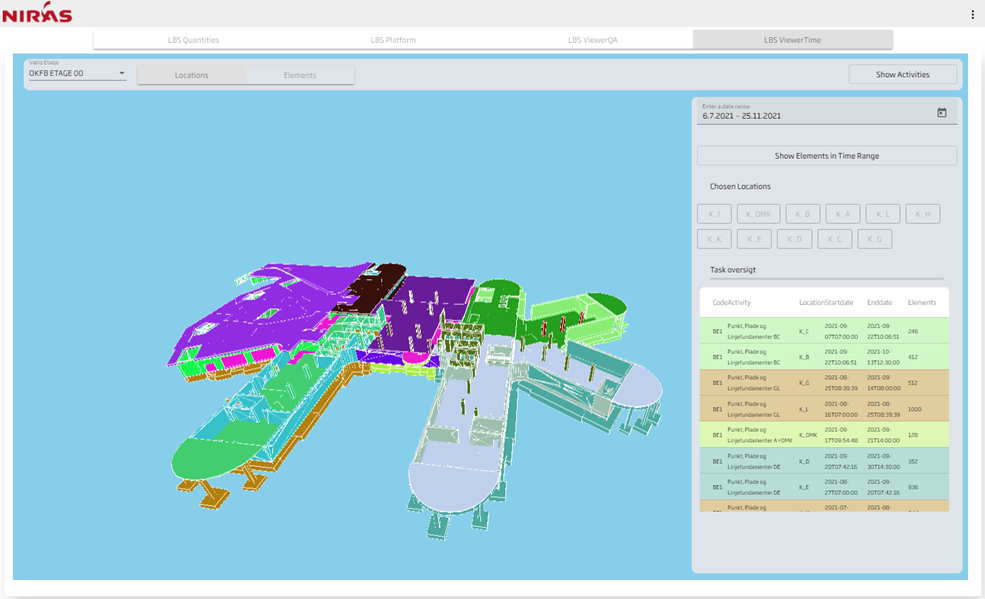 NIRAS
LBS Quantities
LBS Platform
LBS ViewerQA
LBS ViewerTime
Vælg Etage
OKFB ETAGE 00
Locations
Elements
Show Activities
Enter a date range
6.7.2021 – 25.11.2021
Show Elements in Time Range
Chosen Locations
K_I K_OMK K_B K_A K_L K_H
K_K K_E K_D K_C K_G
Task oversigt
Code Activity Location Startdate Enddate Elements
Punkt, Plade og 2021-09- 2021-09-
BE1 K_C 246
Linjefundamenter BC 07T07:00:00 22T10:06:51
Punkt, Plade og 2021-09- 2021-10-
BE1 K_B 412
Linjefundamenter BC 22T10:06:51 13T12:30:00
Punkt, Plade og 2021-08- 2021-09-
BE1 K_G 512
Linjefundamenter GL 25T08:39:39 14T08:00:00
Punkt, Plade og 2021-08- 2021-08-
BE1 K_L 1000
Linjefundamenter GL 16T07:00:00 25T08:39:39
Punkt, Plade og 2021-09- 2021-09-
BE1 K_OMK 128
Linjefundamenter A+OMK 17T09:54:48 21T14:00:00
Punkt, Plade og 2021-09- 2021-09-
BE1 K_D 352
Linjefundamenter DE 20T07:42:16 30T14:30:00
Punkt, Plade og 2021-08- 2021-09-
BE1 K_E 936
Linjefundamenter DE 27T07:00:00 20T07:42:16
Punkt, Plade og 2021-07- 2021-08-